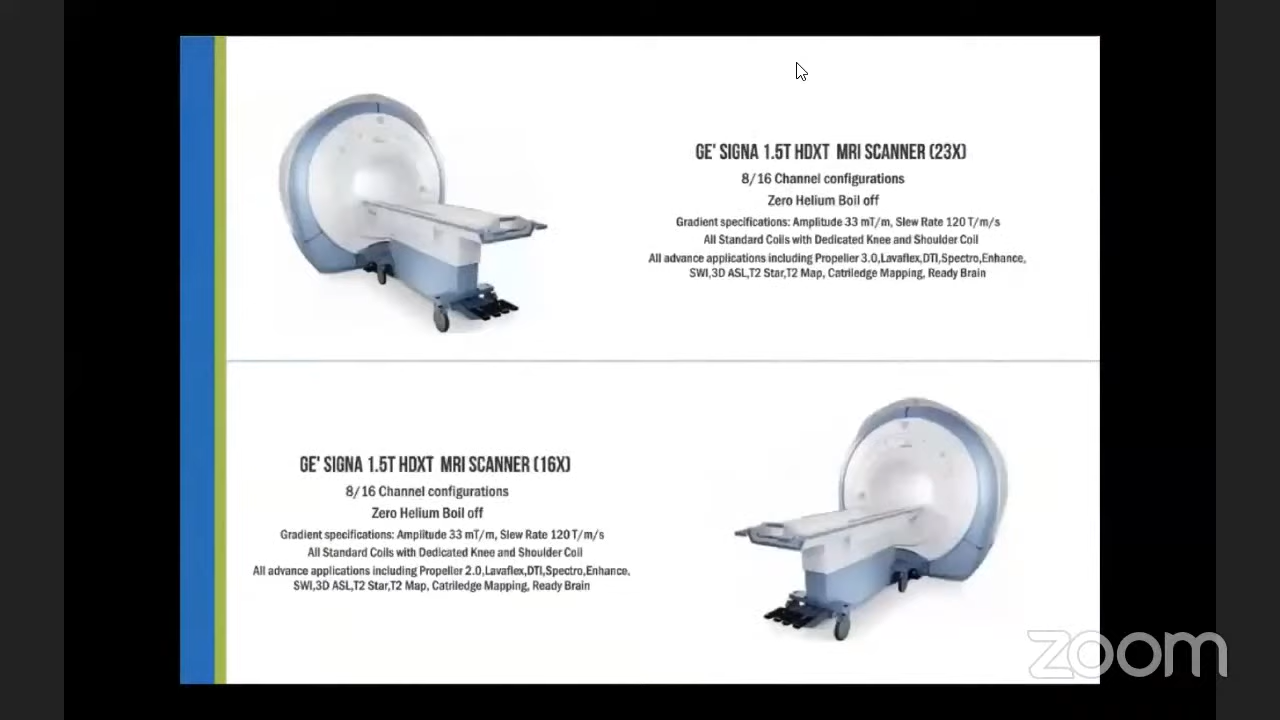 GE' SIGNA 1.5T HDXT MRI SCANNER (23X)
8/16 Channel configurations
Zero Helium Boil off
Gradient specifications: Amplitude 33 mT/m, Slew Rate 120 T/m/s
All Standard Coils with Dedicated Knee and Shoulder Coil
All advance applications including Propeller 3.0,Lavaflex,DTI,Spectro,Enhance,
SWI,3D ASL,T2 Star,T2 Map, Catriledge Mapping, Ready Brain
GE' SIGNA 1.5T HDXT MRI SCANNER (16X)
8/16 Channel configurations
Zero Helium Boil off
Gradient specifications: Amplitude 33 mT/m, Slew Rate 120 T/m/s
All Standard Coils with Dedicated Knee and Shoulder Coil
All advance applications including Propeller 2.0,Lavaflex,DTI,Spectro,Enhance,
SWI,3D ASL,T2 Star,T2 Map, Catriledge Mapping, Ready Brain
zoom